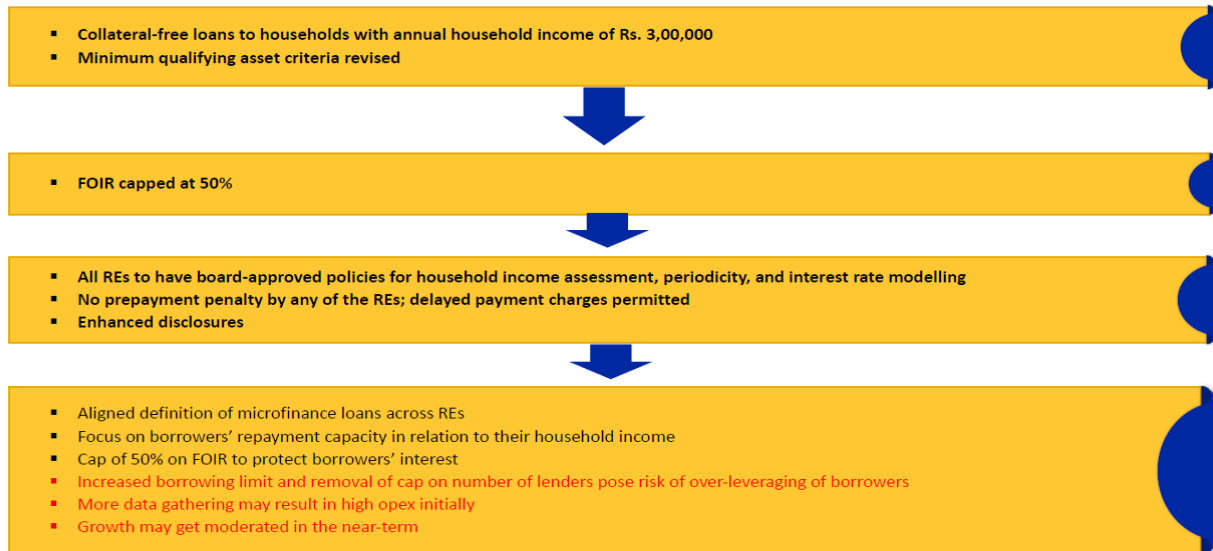 ▪ Collateral-free loans to households with annual household income of Rs. 3,00,000
▪ Minimum qualifying asset criteria revised
▪ FOIR capped at 50%
▪ All REs to have board-approved policies for household income assessment, periodicity, and interest rate modelling
▪ No prepayment penalty by any of the REs; delayed payment charges permitted
▪ Enhanced disclosures
▪ Aligned definition of microfinance loans across REs
▪ Focus on borrowers' repayment capacity in relation to their household income
▪ Cap of 50% on FOIR to protect borrowers' interest
▪ Increased borrowing limit and removal of cap on number of lenders pose risk of over-leveraging of borrowers
▪ More data gathering may result in high opex initially
▪ Growth may get moderated in the near-term